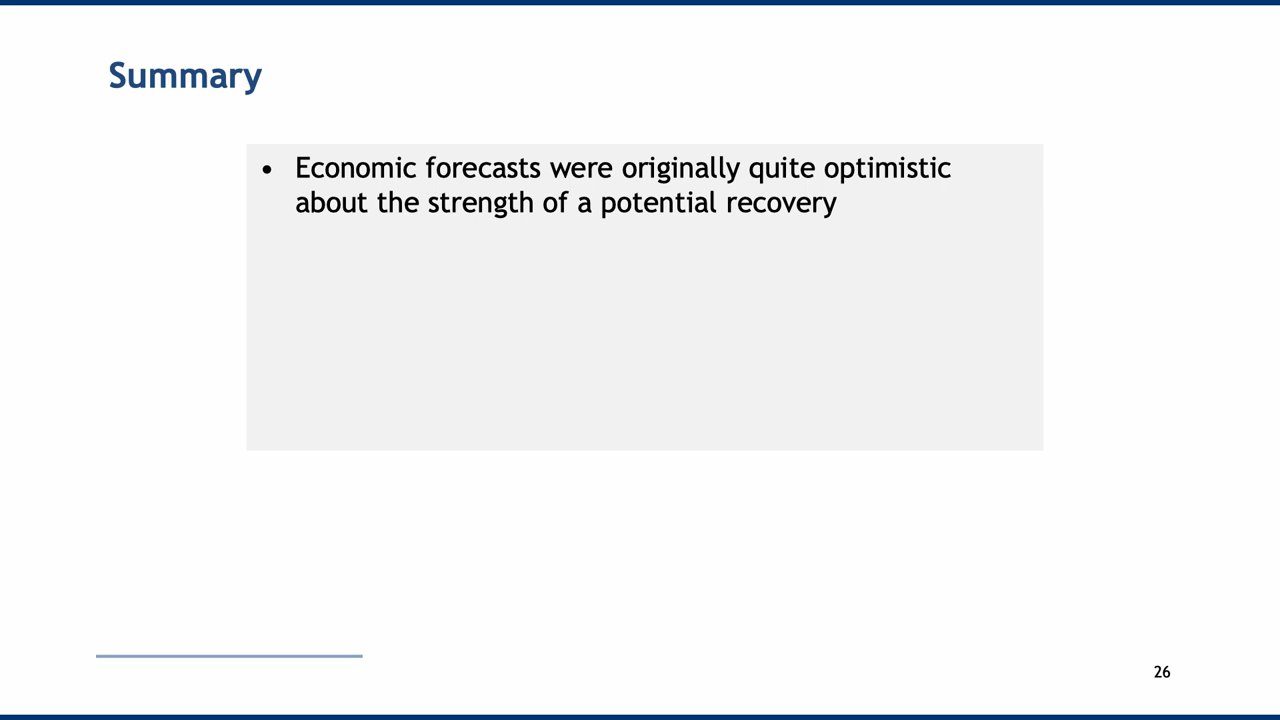 Summary
• Economic forecasts were originally quite optimistic
about the strength of a potential recovery
26